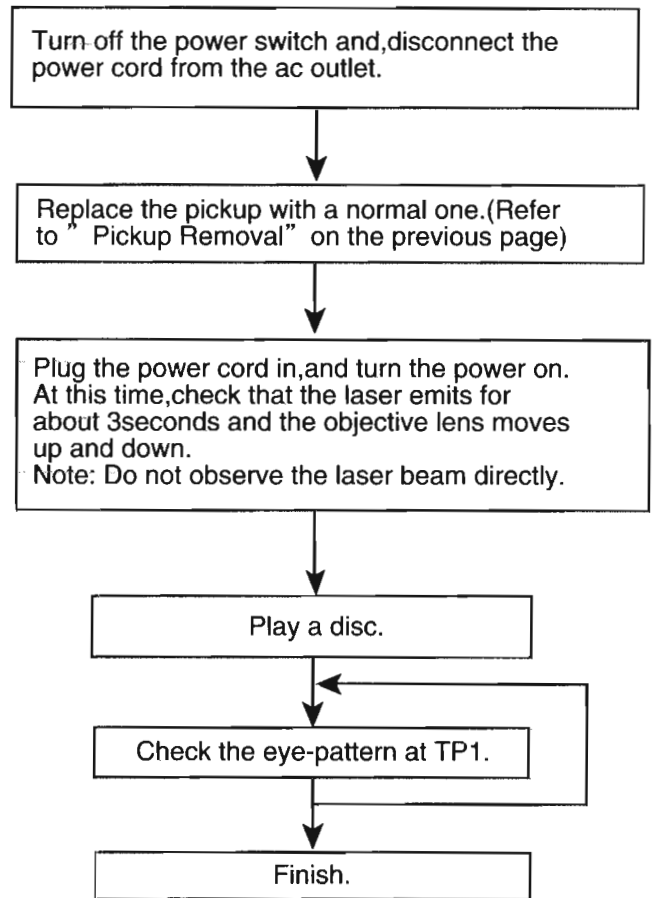 Turn off the power switch and,disconnect the
power cord from the ac outlet.
Replace the pickup with a normal one.(Refer
to " Pickup Removal" on the previous page)
Plug the power cord in,and turn the power on.
At this time,check that the laser emits for
about 3seconds and the objective lens moves
up and down.
Note: Do not observe the laser beam directly.
Play a disc.
Check the eye-pattern at TP1.
Finish.